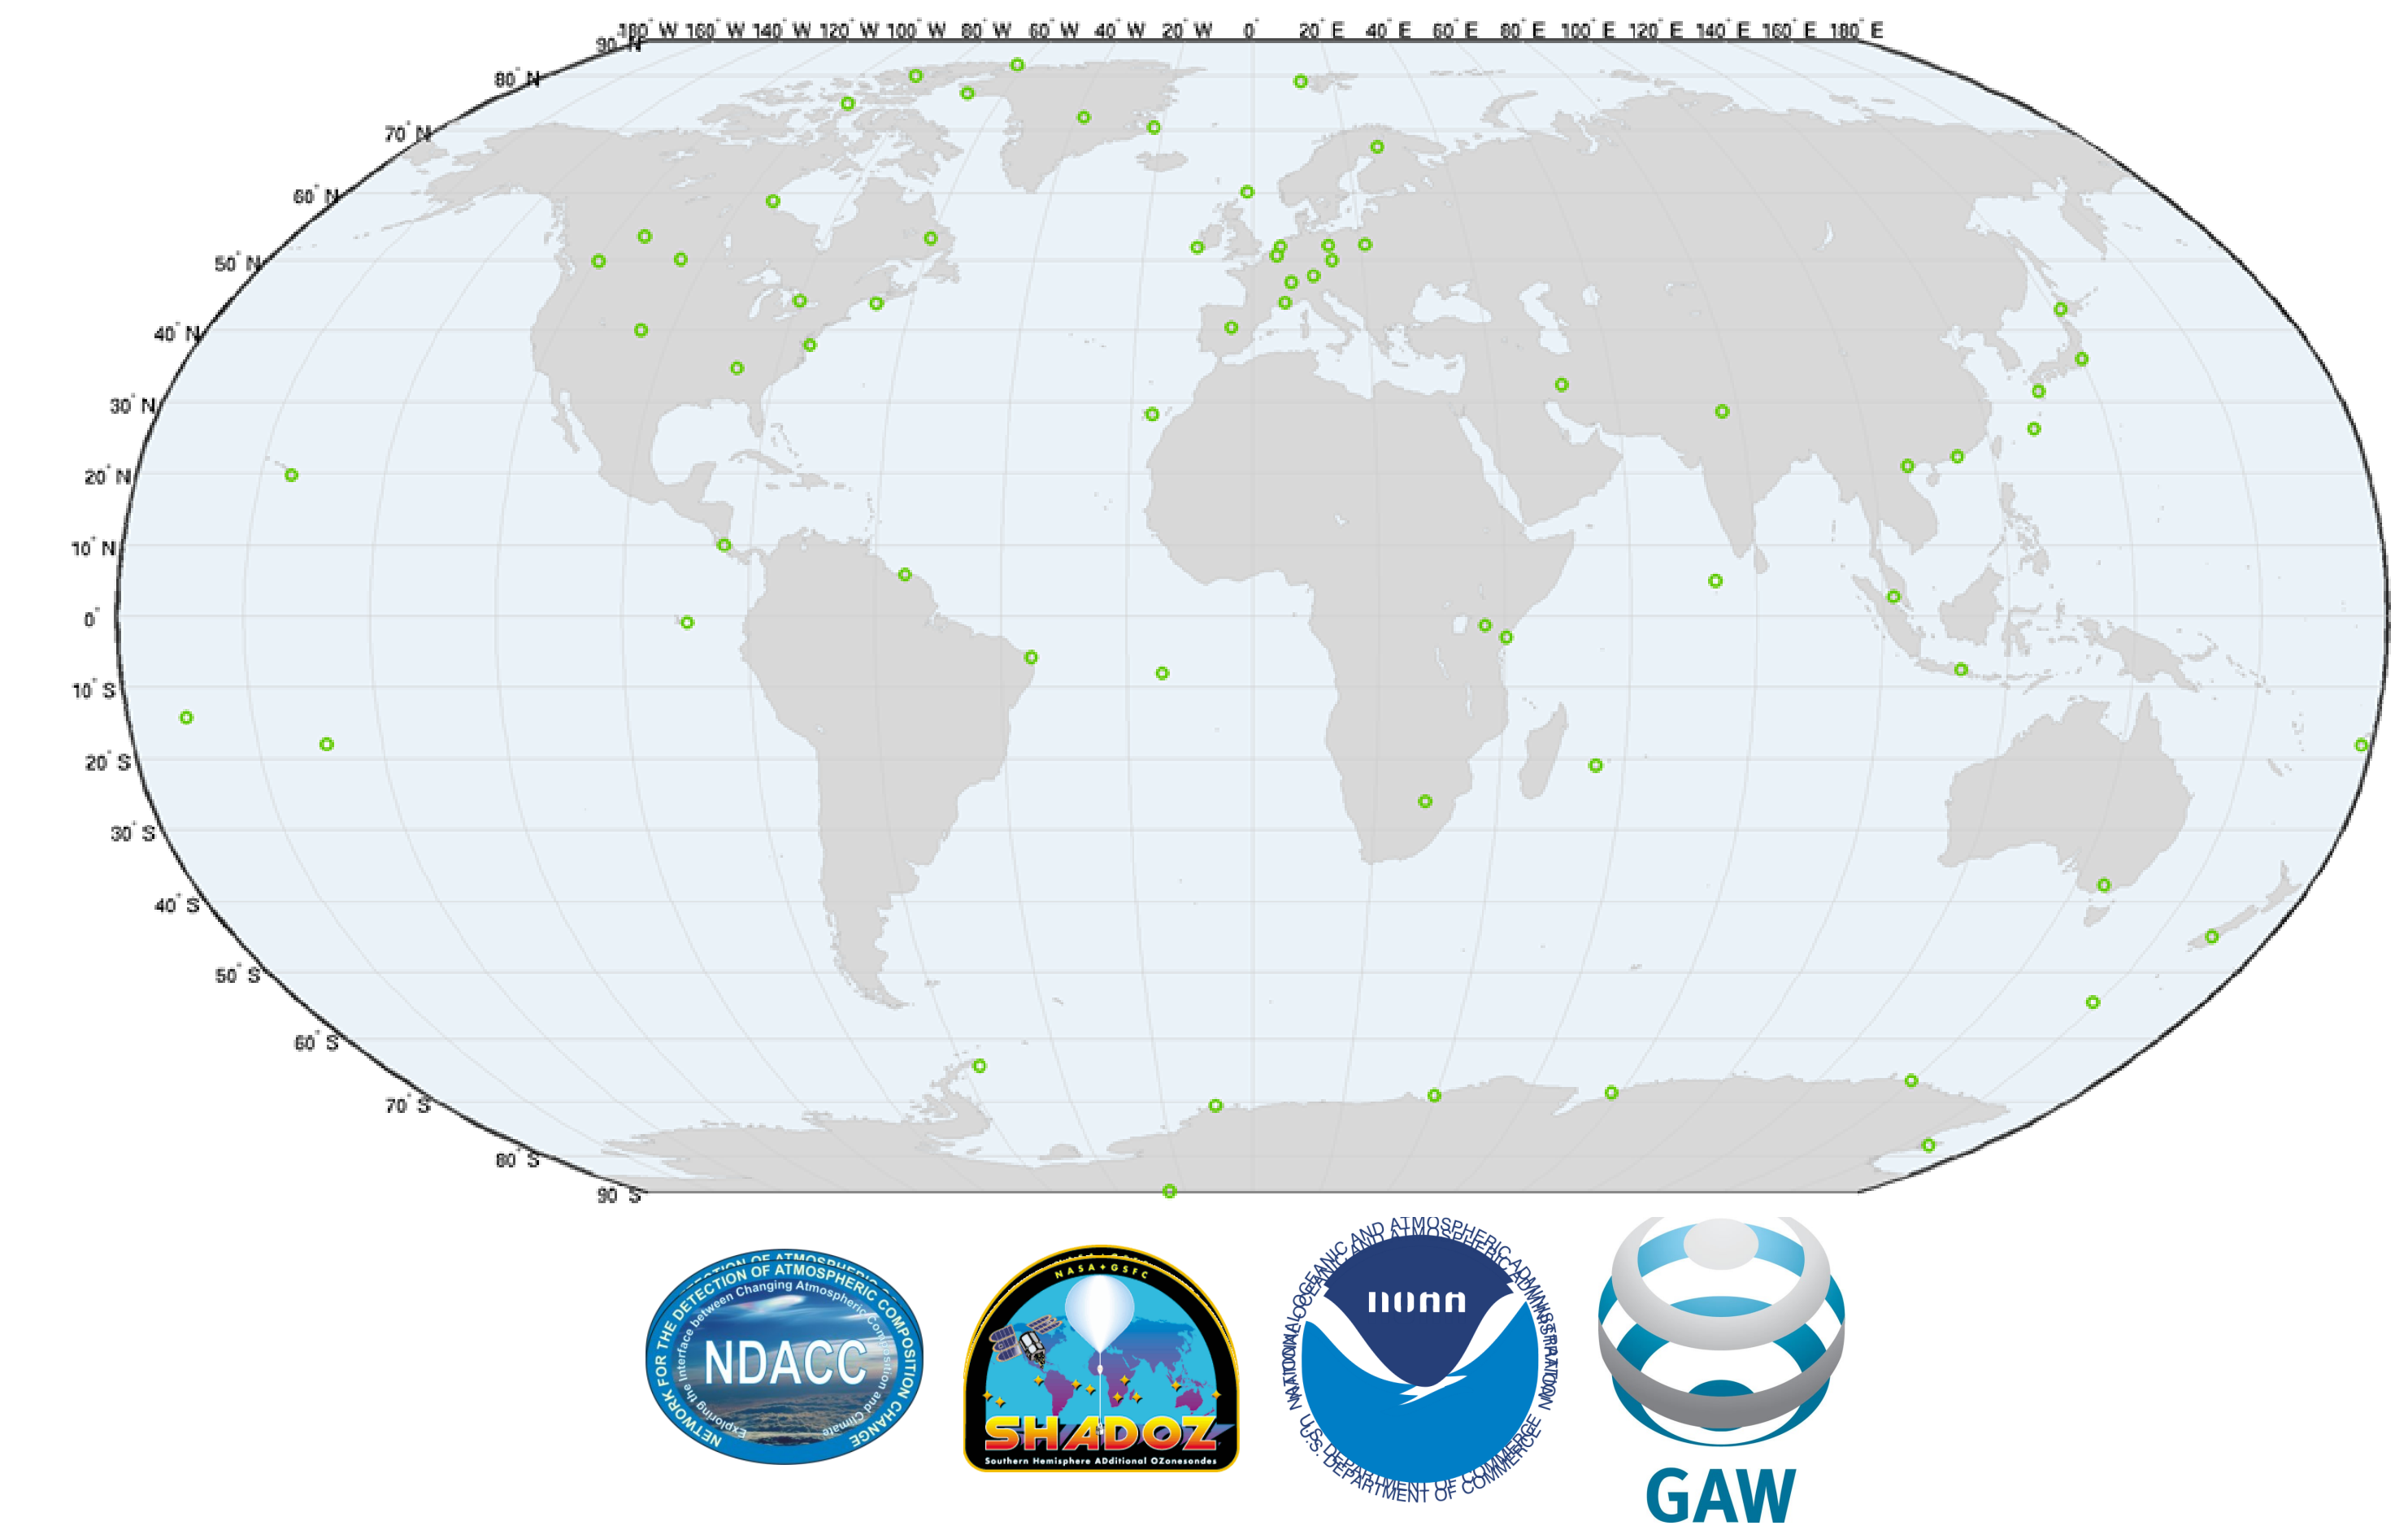 180° W 160° W 140° W 120° W 100° W 80° W 60° W 40° W 20° W 0° 20° E 40° E 60° E 80° E 100° E 120° E 140° E 160° E 180° E
90° N
80° N
70° N
60° N
50° N
40° N
30° N
20° N
10° N
0°
10° S
20° S
30° S
40° S
50° S
60° S
70° S
80° S
90° S
NETWORK FOR THE DETECTION OF ATMOSPHERIC COMPOSITION CHANGE
Exploring the Interface between Changing Atmospheric Composition and Climate
NDACC
NASA GSFC
SHADOZ
Southern Hemisphere ADditional OZonesondes
NATIONAL OCEANIC AND ATMOSPHERIC ADMINISTRATION
noaa
U.S. DEPARTMENT OF COMMERCE
GAW